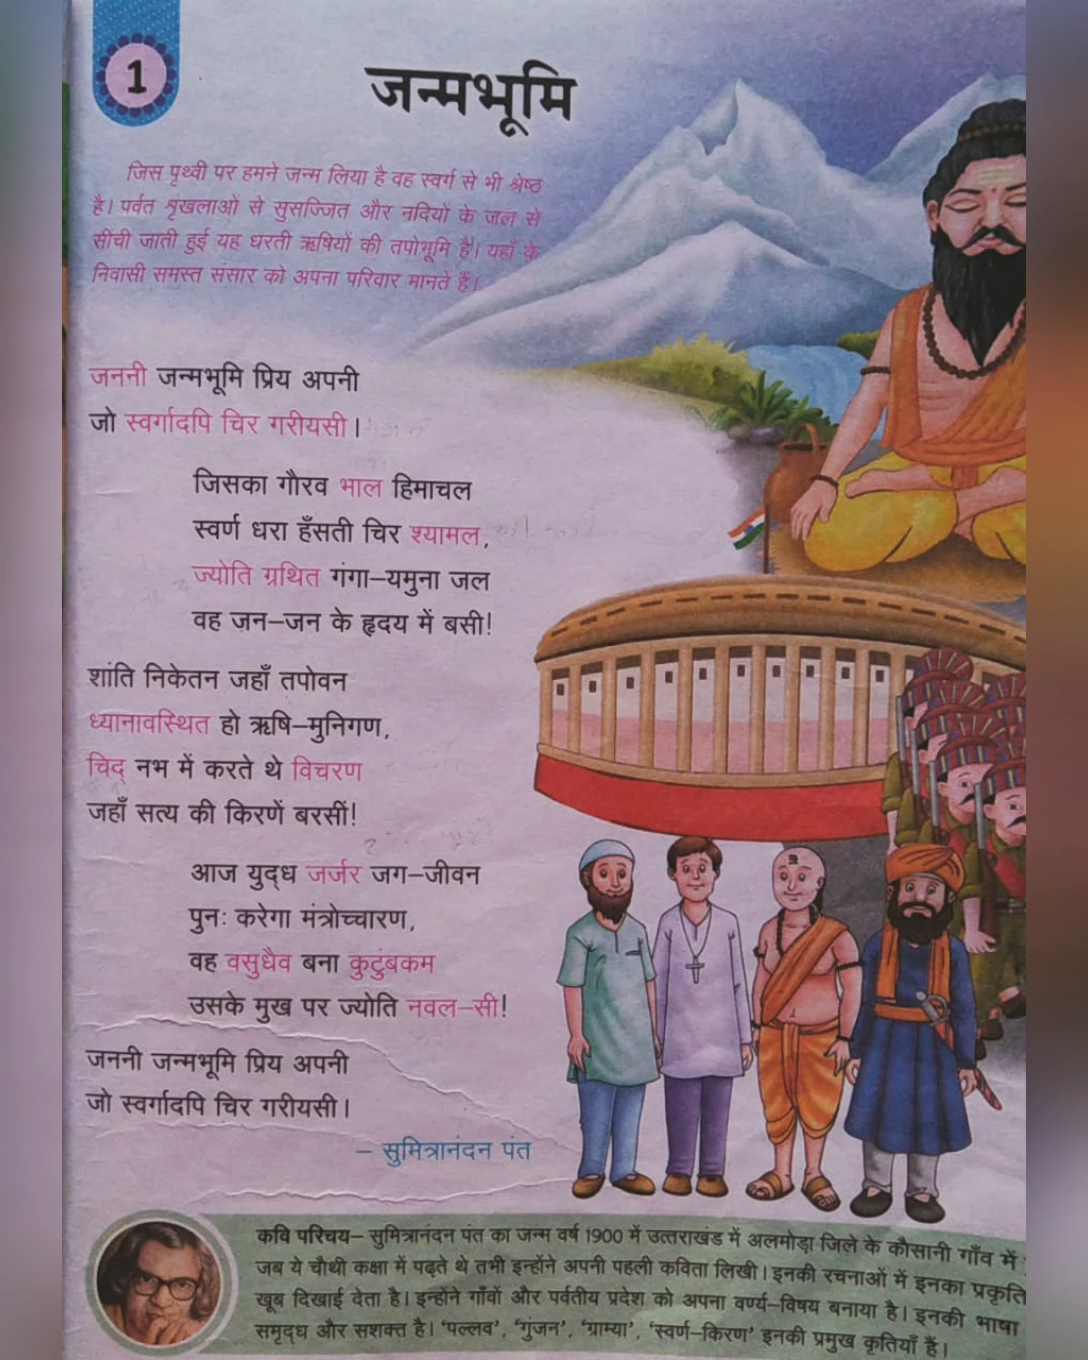 1
जन्मभूमि
जिस पृथ्वी पर हमने जन्म लिया है वह स्वर्ग से भी श्रेष्ठ
है। पर्वत शृंखलाओं से सुसज्जित और नदियों के जल से
सींची जाती हुई यह धरती ऋषियों की तपोभूमि है। यहाँ के
निवासी समस्त संसार को अपना परिवार मानते हैं।
जननी जन्मभूमि प्रिय अपनी
जो स्वर्गादपि चिर गरीयसी।
जिसका गौरव भाल हिमाचल
स्वर्ण धरा हँसती चिर श्यामल,
ज्योति ग्रथित गंगा–यमुना जल
वह जन–जन के हृदय में बसी!
शांति निकेतन जहाँ तपोवन
ध्यानावस्थित हो ऋषि–मुनिगण,
चिद् नभ में करते थे विचरण
जहाँ सत्य की किरणें बरसीं!
आज युद्ध जर्जर जग–जीवन
पुनः करेगा मंत्रोच्चारण,
वह वसुधैव बना कुटुंबकम
उसके मुख पर ज्योति नवल–सी!
जननी जन्मभूमि प्रिय अपनी
जो स्वर्गादपि चिर गरीयसी।
– सुमित्रानंदन पंत
कवि परिचय– सुमित्रानंदन पंत का जन्म वर्ष 1900 में उत्तराखंड में अलमोड़ा जिले के कौसानी गाँव में
जब ये चौथी कक्षा में पढ़ते थे तभी इन्होंने अपनी पहली कविता लिखी। इनकी रचनाओं में इनका प्रकृति
खूब दिखाई देता है। इन्होंने गाँवों और पर्वतीय प्रदेश को अपना वर्ण्य–विषय बनाया है। इनकी भाषा
समृद्ध और सशक्त है। 'पल्लव', 'गुंजन', 'ग्राम्या', 'स्वर्ण–किरण' इनकी प्रमुख कृतियाँ हैं।